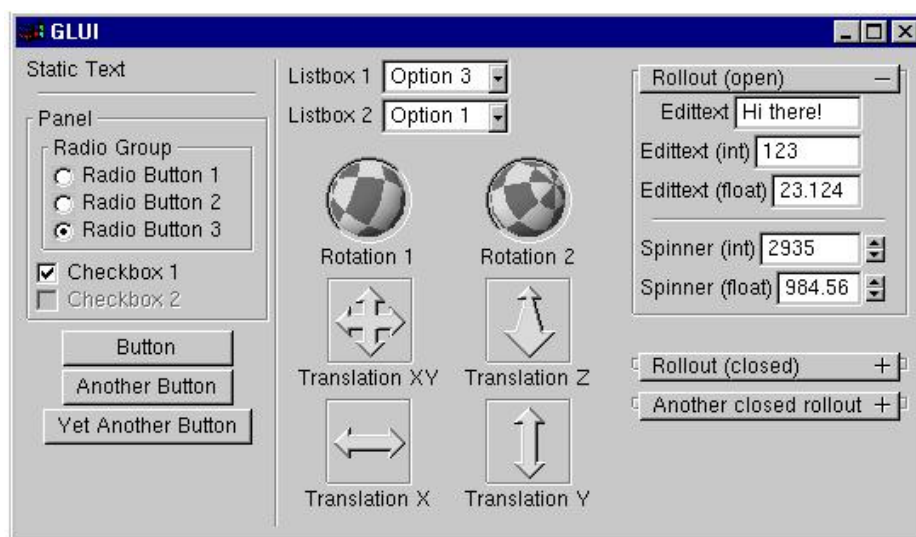 GLUI
Static Text
Panel
Radio Group
Radio Button 1
Radio Button 2
Radio Button 3
Checkbox 1
Checkbox 2
Button
Another Button
Yet Another Button
Listbox 1 Option 3
Listbox 2 Option 1
Rotation 1 Rotation 2
Translation XY Translation Z
Translation X Translation Y
Rollout (open)
Edittext Hi there!
Edittext (int) 123
Edittext (float) 23.124
Spinner (int) 2935
Spinner (float) 984.56
Rollout (closed)
Another closed rollout